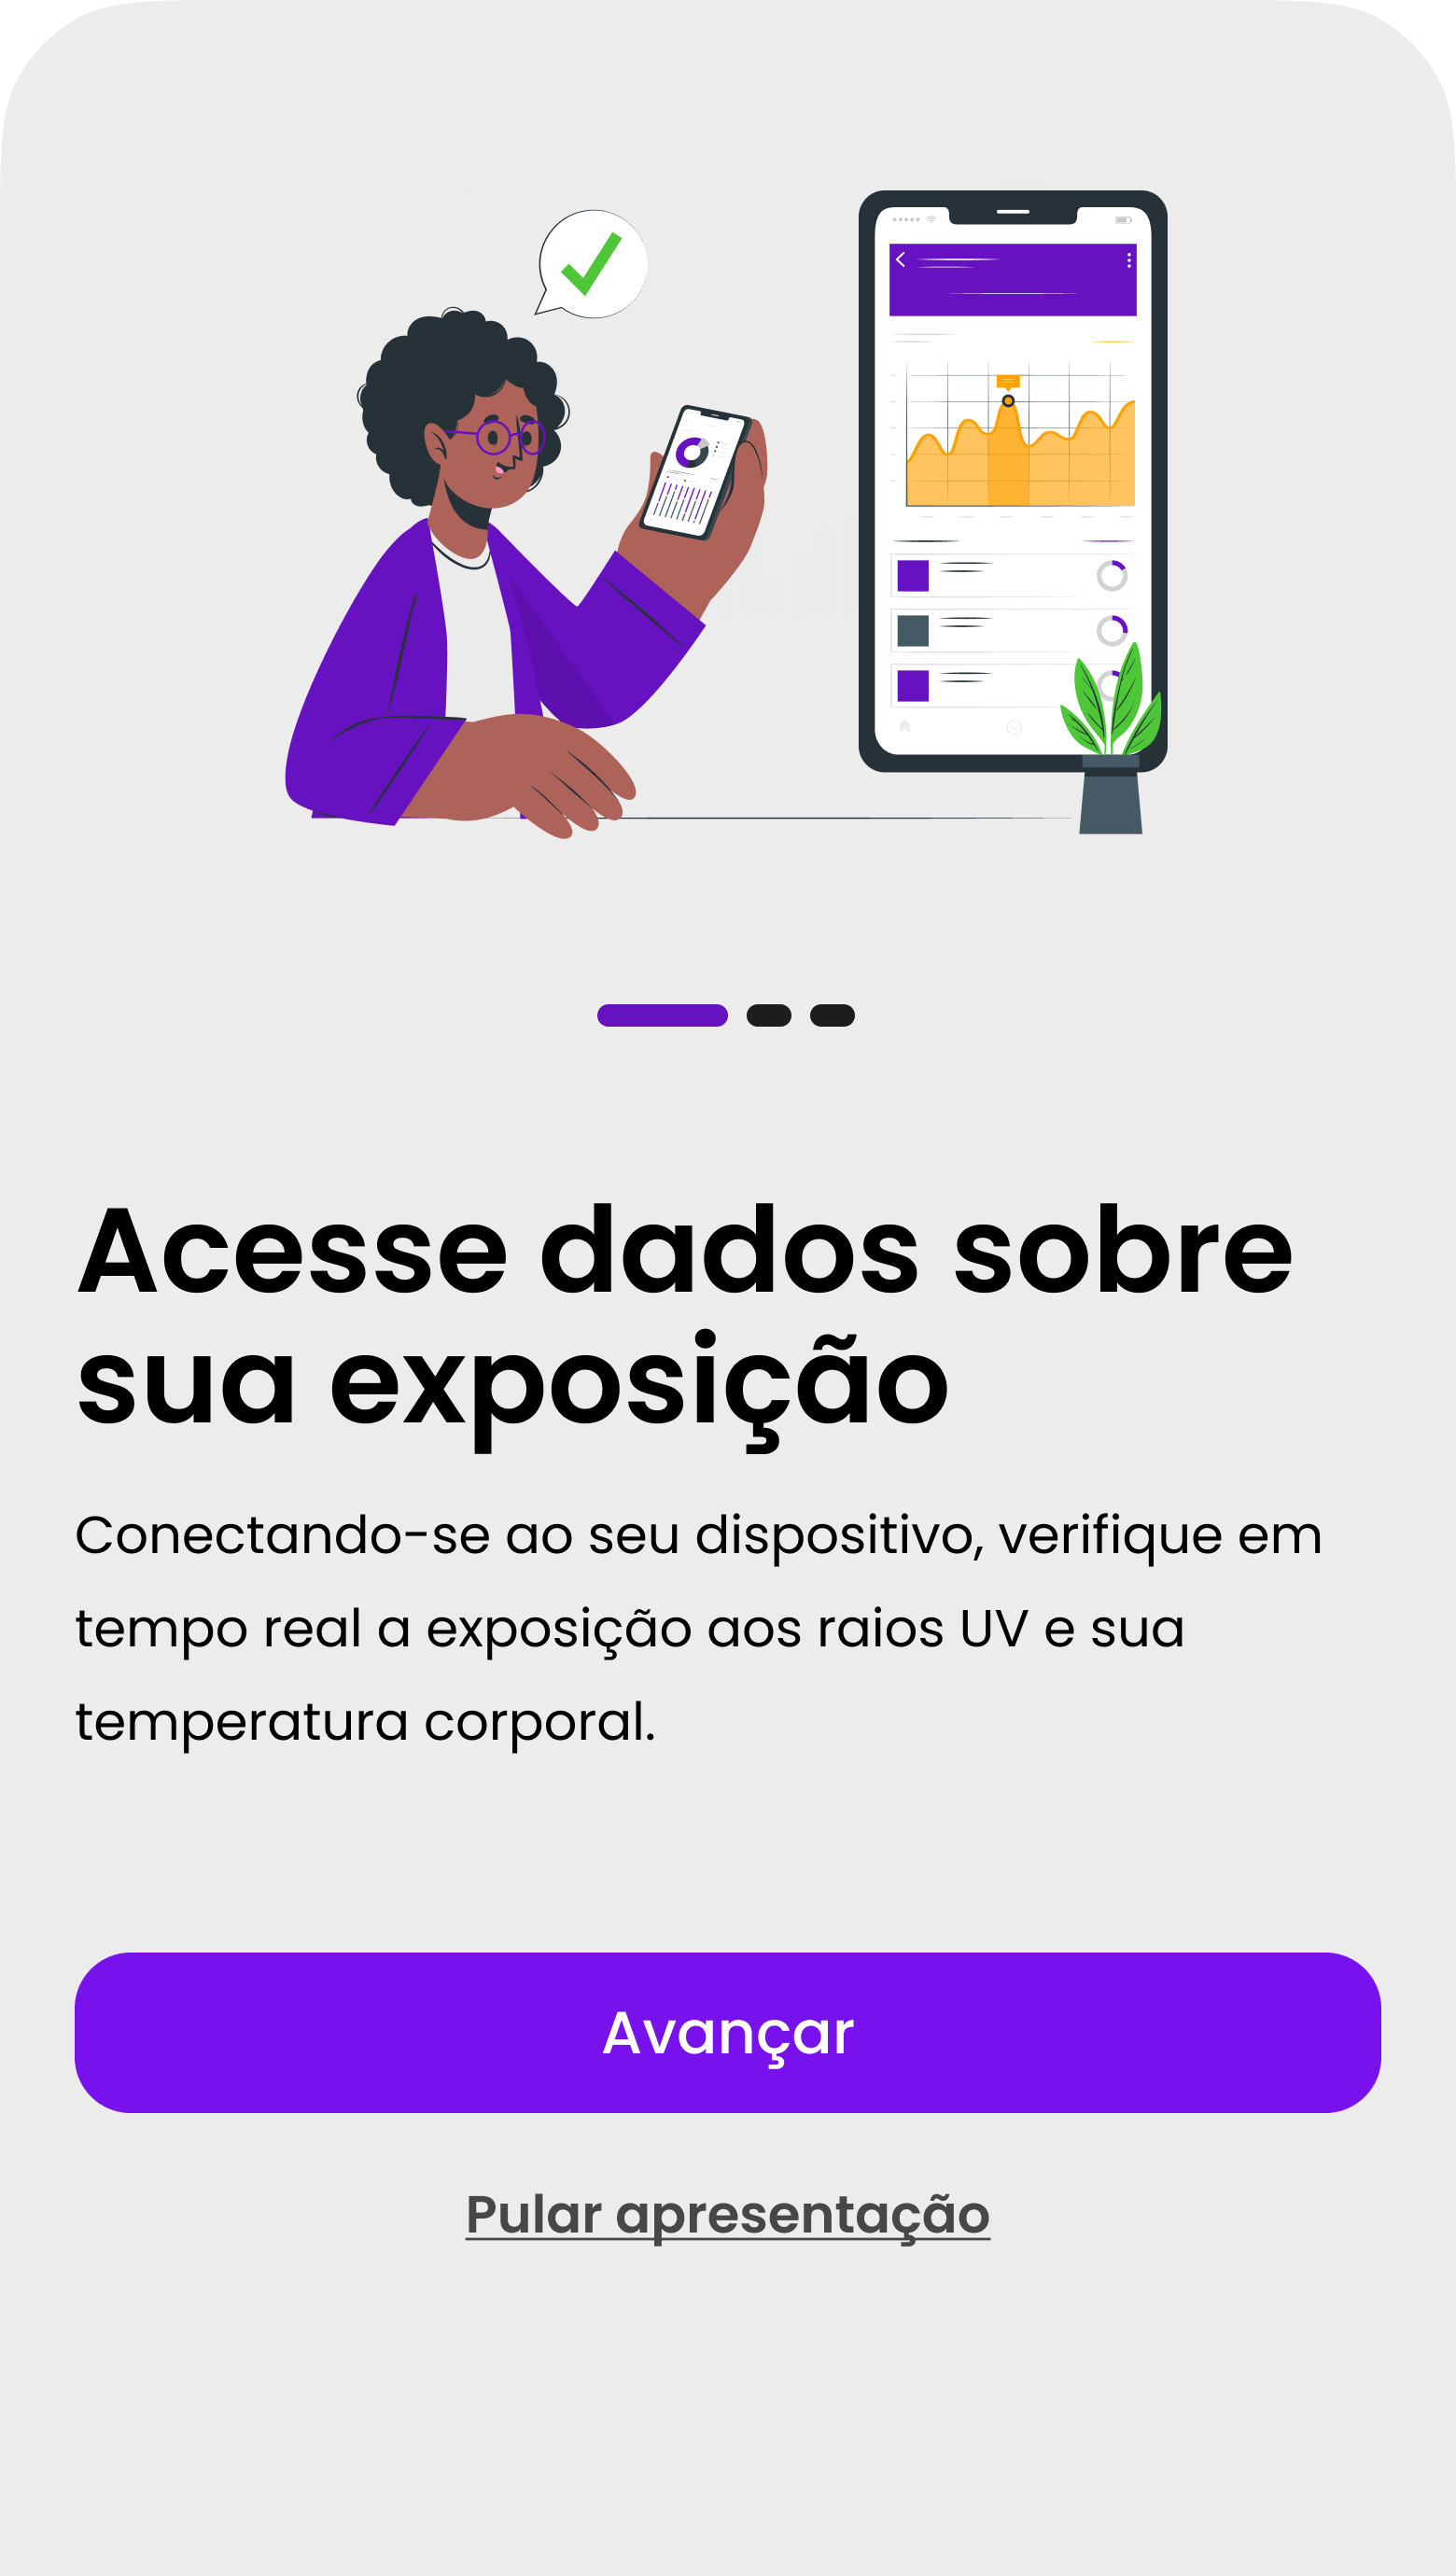 Acesse dados sobre
sua exposição
Conectando-se ao seu dispositivo, verifique em
tempo real a exposição aos raios UV e sua
temperatura corporal.
Avançar
Pular apresentação